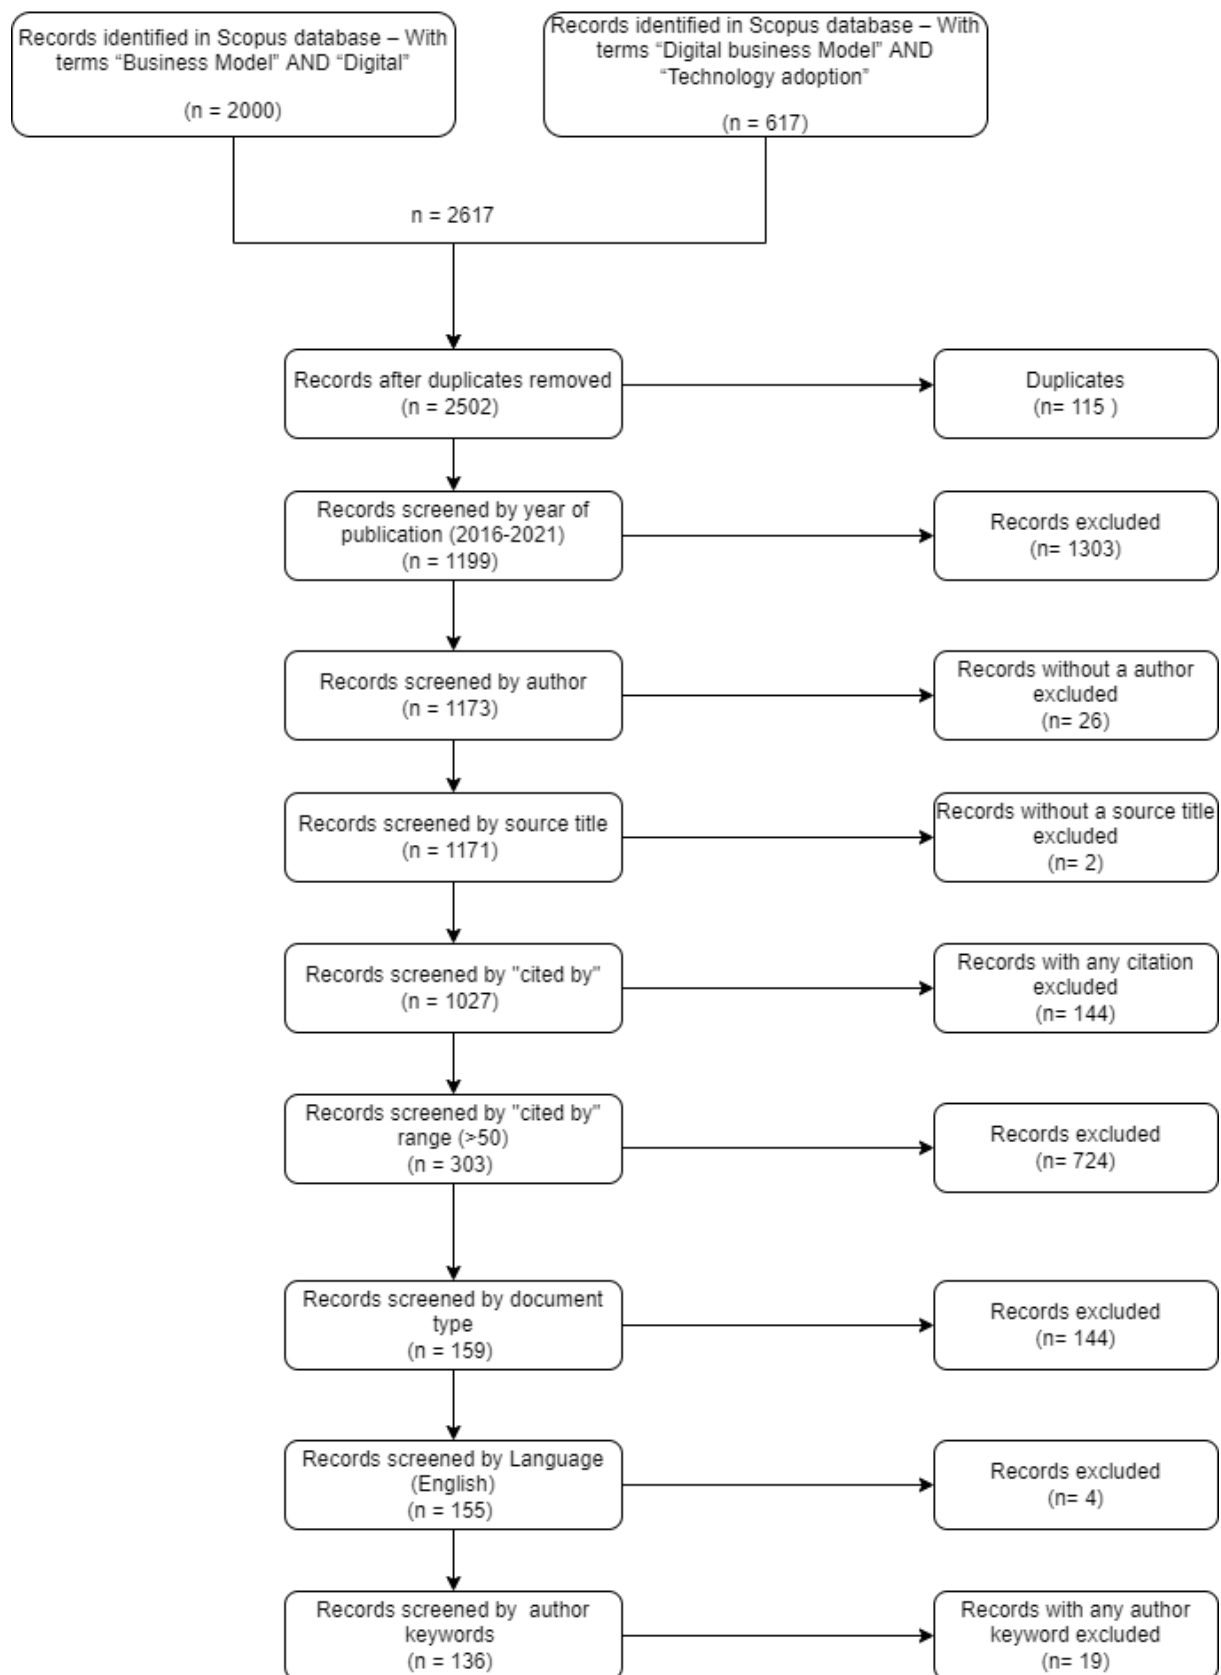 Records identified in Scopus database – With
terms “Business Model” AND “Digital”
(n = 2000)
Records identified in Scopus database – With
terms “Digital business Model” AND
“Technology adoption”
(n = 617)
n = 2617
Records after duplicates removed
(n = 2502)
Duplicates
(n= 115 )
Records screened by year of
publication (2016-2021)
(n = 1199)
Records excluded
(n= 1303)
Records screened by author
(n = 1173)
Records without a author
excluded
(n= 26)
Records screened by source title
(n = 1171)
Records without a source title
excluded
(n= 2)
Records screened by "cited by"
(n = 1027)
Records with any citation
excluded
(n= 144)
Records screened by "cited by"
range (>50)
(n = 303)
Records excluded
(n= 724)
Records screened by document
type
(n = 159)
Records excluded
(n= 144)
Records screened by Language
(English)
(n = 155)
Records excluded
(n= 4)
Records screened by  author
keywords
(n = 136)
Records with any author
keyword excluded
(n= 19)